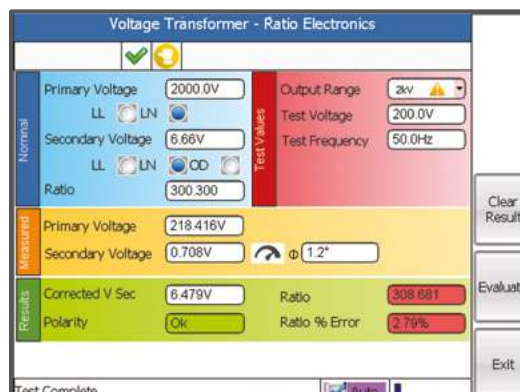 Voltage Transformer - Ratio Electronics
Nominal
Primary Voltage 2000.0V
LL LN
Secondary Voltage 6.66V
LL LN OD
Ratio 300.300
Test Values
Output Range 2kV
Test Voltage 200.0V
Test Frequency 50.0Hz
Measured
Primary Voltage 218.416V
Secondary Voltage 0.708V Φ 1.2°
Results
Corrected V Sec 6.479V
Polarity Ok
Ratio 308.681
Ratio % Error 2.79%
Clear
Result
Evaluat
Exit
Test Complete
Auto